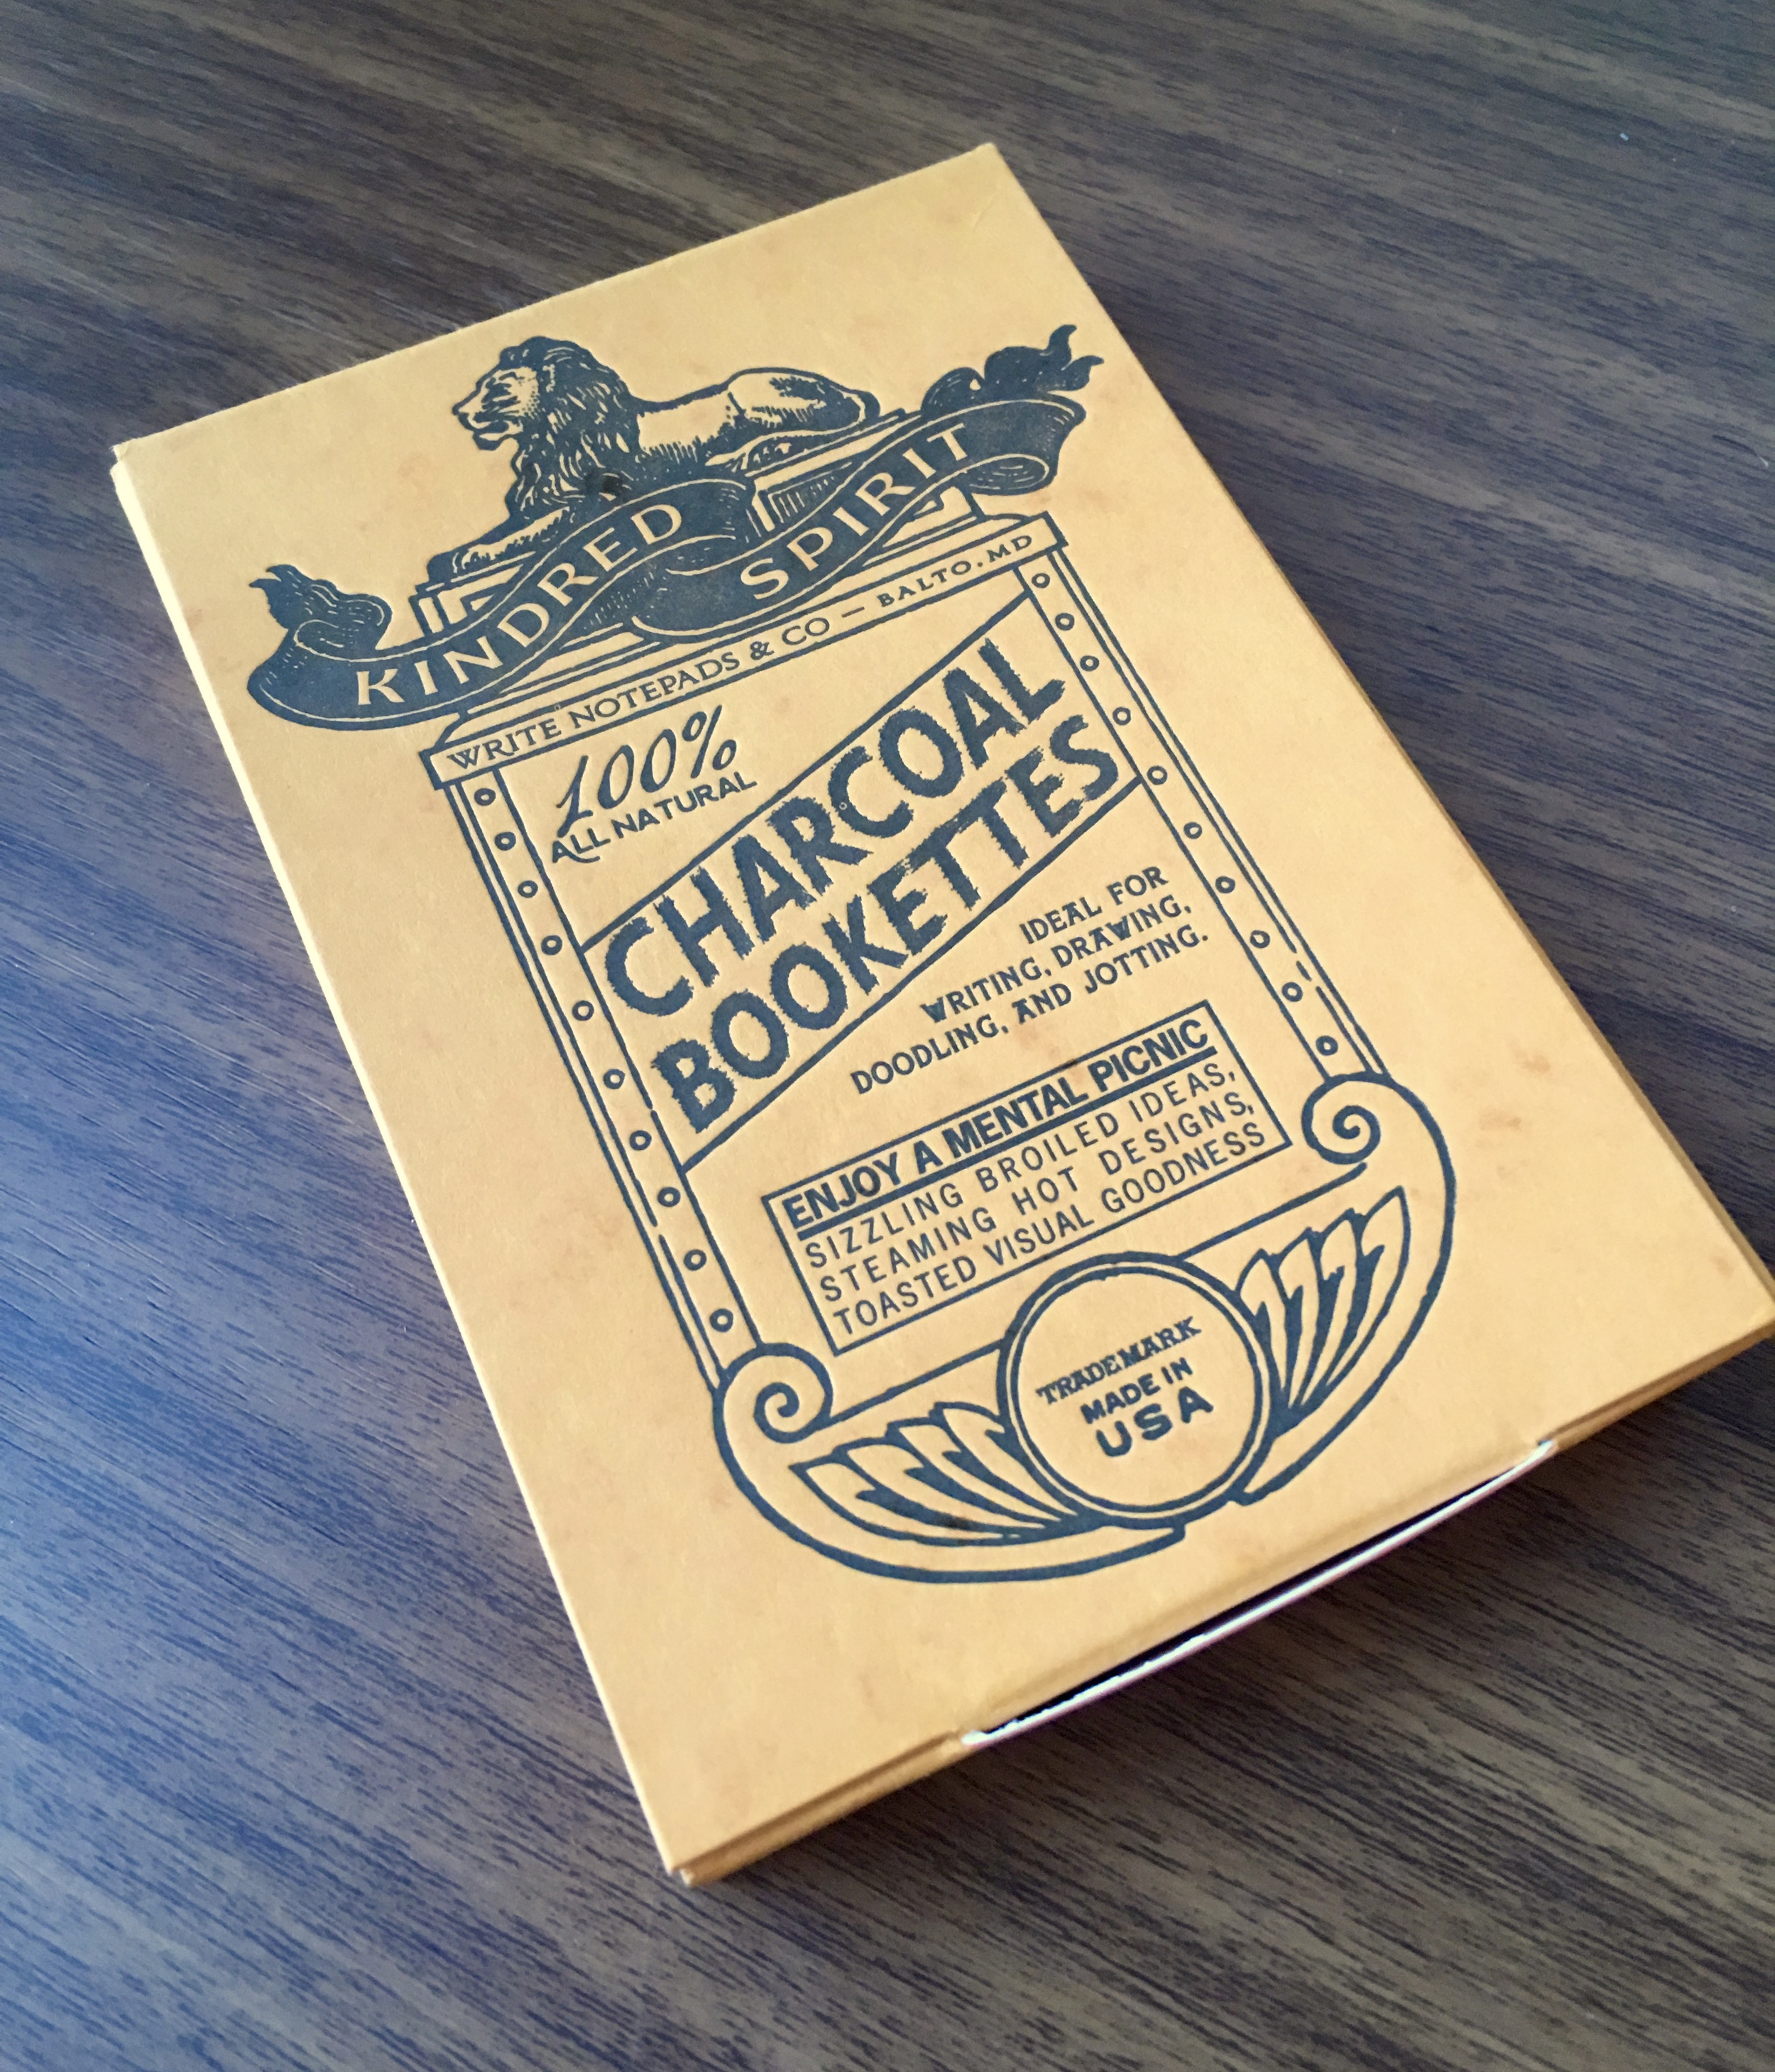 KINDRED SPIRIT
WRITE NOTEPADS & CO — BALTO. MD
100%
ALL NATURAL
CHARCOAL
BOOKETTES
IDEAL FOR
WRITING, DRAWING,
DOODLING, AND JOTTING.
ENJOY A MENTAL PICNIC
SIZZLING BROILED IDEAS,
STEAMING HOT DESIGNS,
TOASTED VISUAL GOODNESS
TRADEMARK
MADE IN
USA